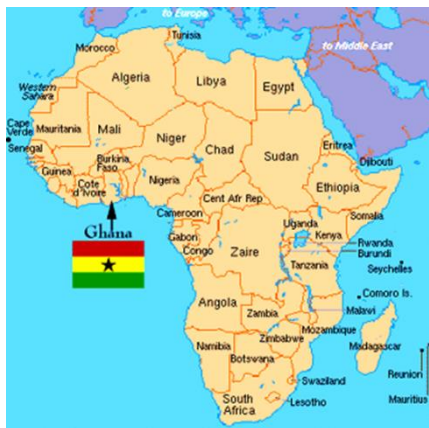 to Europe
to Middle East
Tunisia
Morocco
Algeria
Libya
Egypt
Western
Sahara
Cape
Verde
Mauritania
Mali
Niger
Chad
Sudan
Eritrea
Senegal
Burkina
Faso
Djibouti
Guinea
Cote
d'Ivoire
Nigeria
Ethiopia
Cent Afr Rep
Cameroon
Somalia
Ghana
Uganda
Kenya
Gabon
Congo
Zaire
Rwanda
Burundi
Tanzania
Seychelles
Comoro Is.
Angola
Zambia
Malawi
Mozambique
Zimbabwe
Madagascar
Namibia
Botswana
Reunion
Swaziland
Mauritius
South
Africa
Lesotho